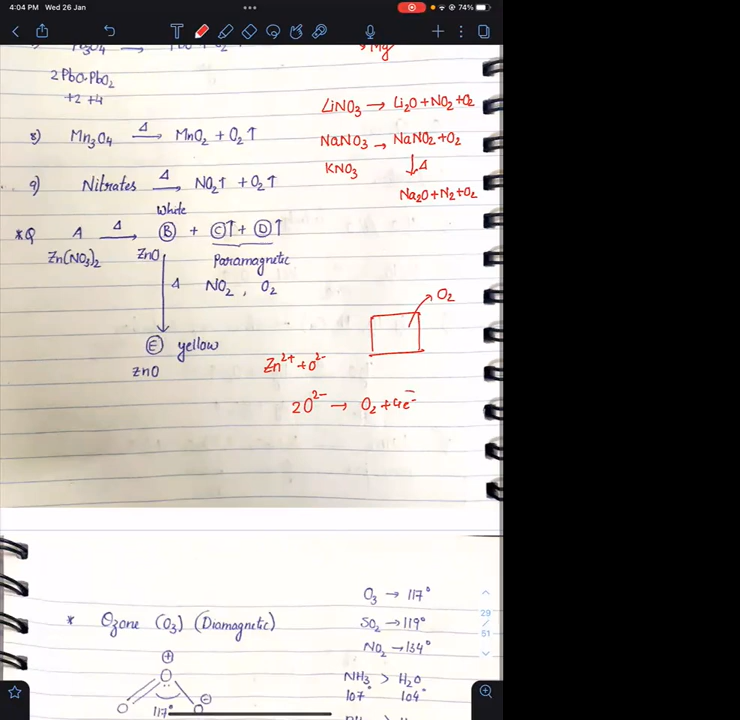 4:04 PM Wed 26 Jan
74%
Mg
2PbO·PbO2
+2 +4
LiNO3 → Li2O + NO2 + O2
8) Mn3O4 Δ→ MnO2 + O2↑
NaNO3 → NaNO2 + O2
KNO3
↓Δ
9) Nitrates Δ→ NO2↑ + O2↑
Na2O + N2 + O2
White
*Q A Δ→ B + C↑ + D↑
Zn(NO3)2 ZnO Paramagnetic
Δ NO2, O2
O2
E yellow
ZnO
Zn2+ + O2-
2O2- → O2 + 4e-
O3 → 117°
* Ozone (O3) (Diamagnetic)
SO2 → 119°
NO2 → 134°
29
/
51
NH3 > H2O
107° 104°
+
O
O O
-
117°